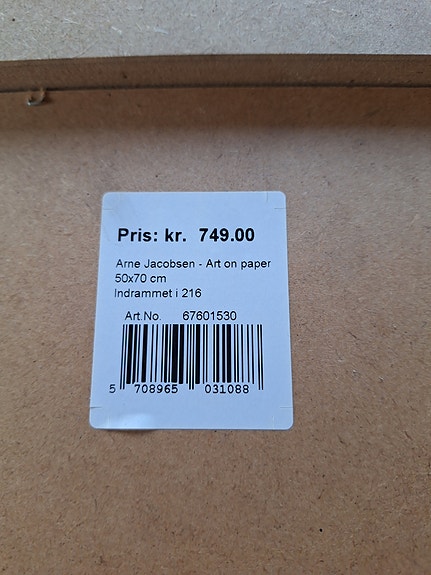 Pris: kr. 749.00
Arne Jacobsen - Art on paper
50x70 cm
Indrammet i 216
Art.No. 67601530
5 708965 031088